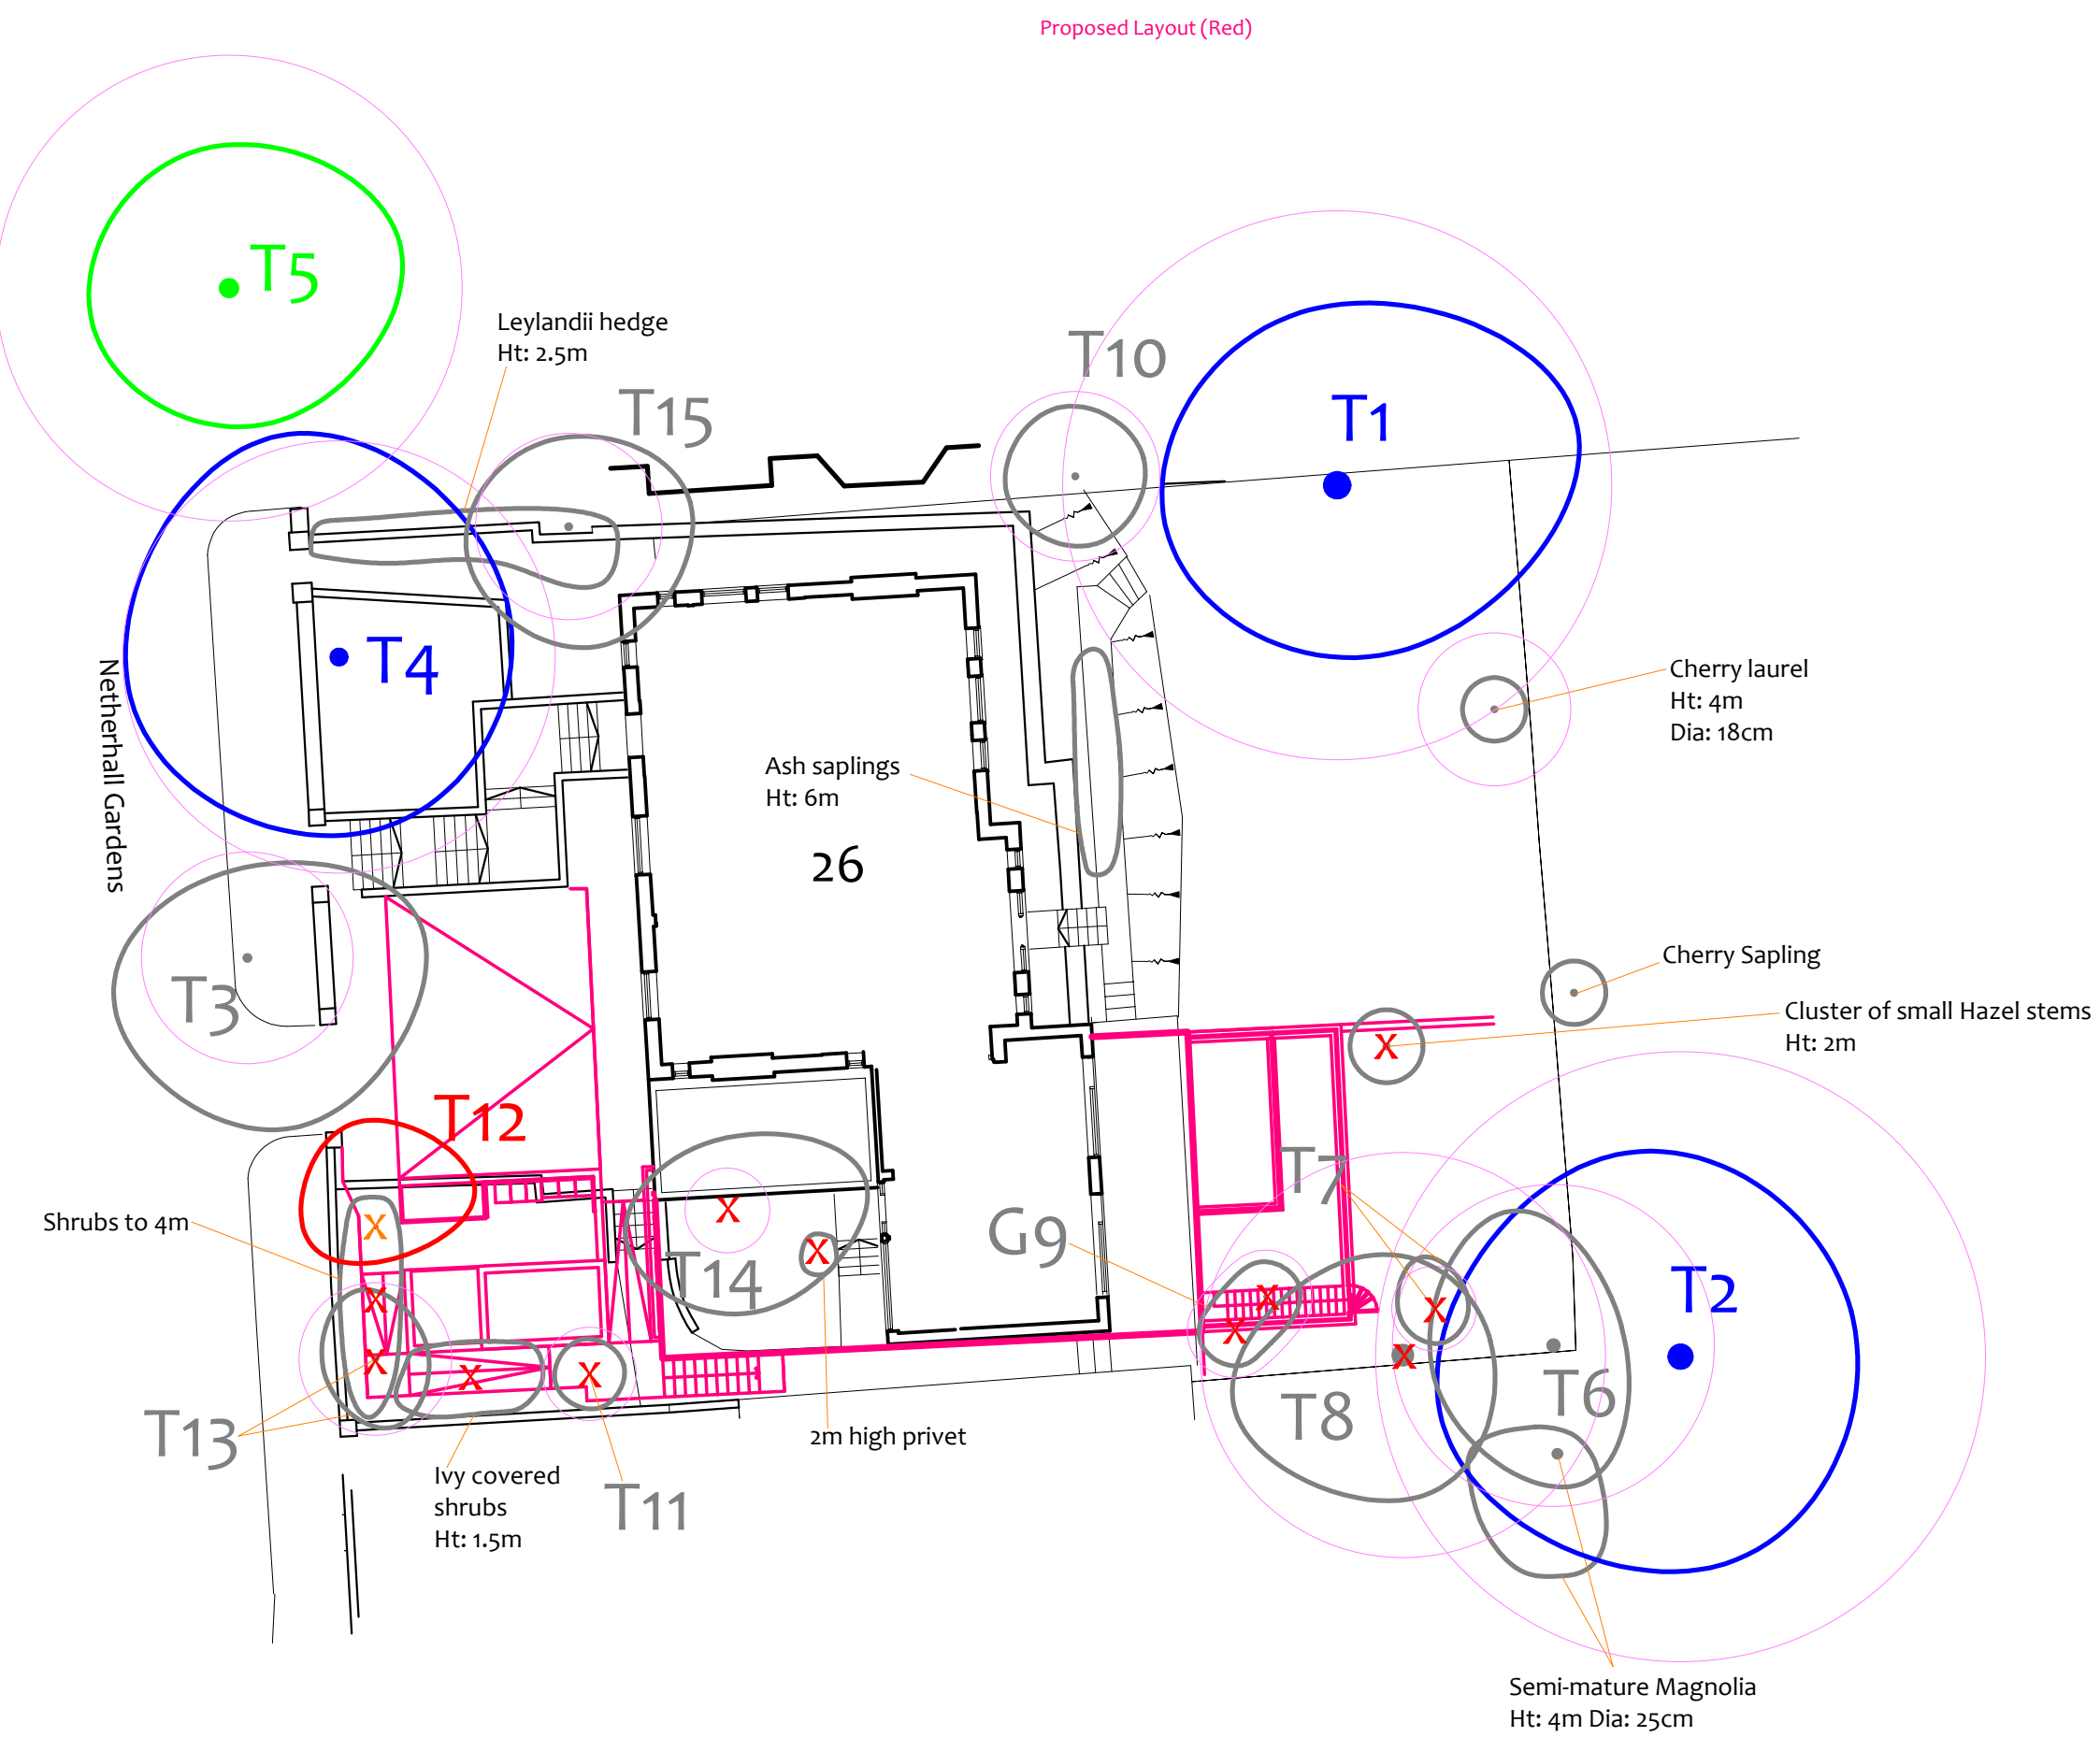 Proposed Layout (Red)
T5
Leylandii hedge
Ht: 2.5m
T15
T10
T1
T4
Netherhall Gardens
Cherry laurel
Ht: 4m
Dia: 18cm
Ash saplings
Ht: 6m
26
T3
Cherry Sapling
Cluster of small Hazel stems
Ht: 2m
T12
T7
Shrubs to 4m
X
X
X
G9
T14
X
X
X
T2
X
X
X
X
X
T6
T8
T13
2m high privet
Ivy covered
shrubs
Ht: 1.5m
T11
Semi-mature Magnolia
Ht: 4m Dia: 25cm